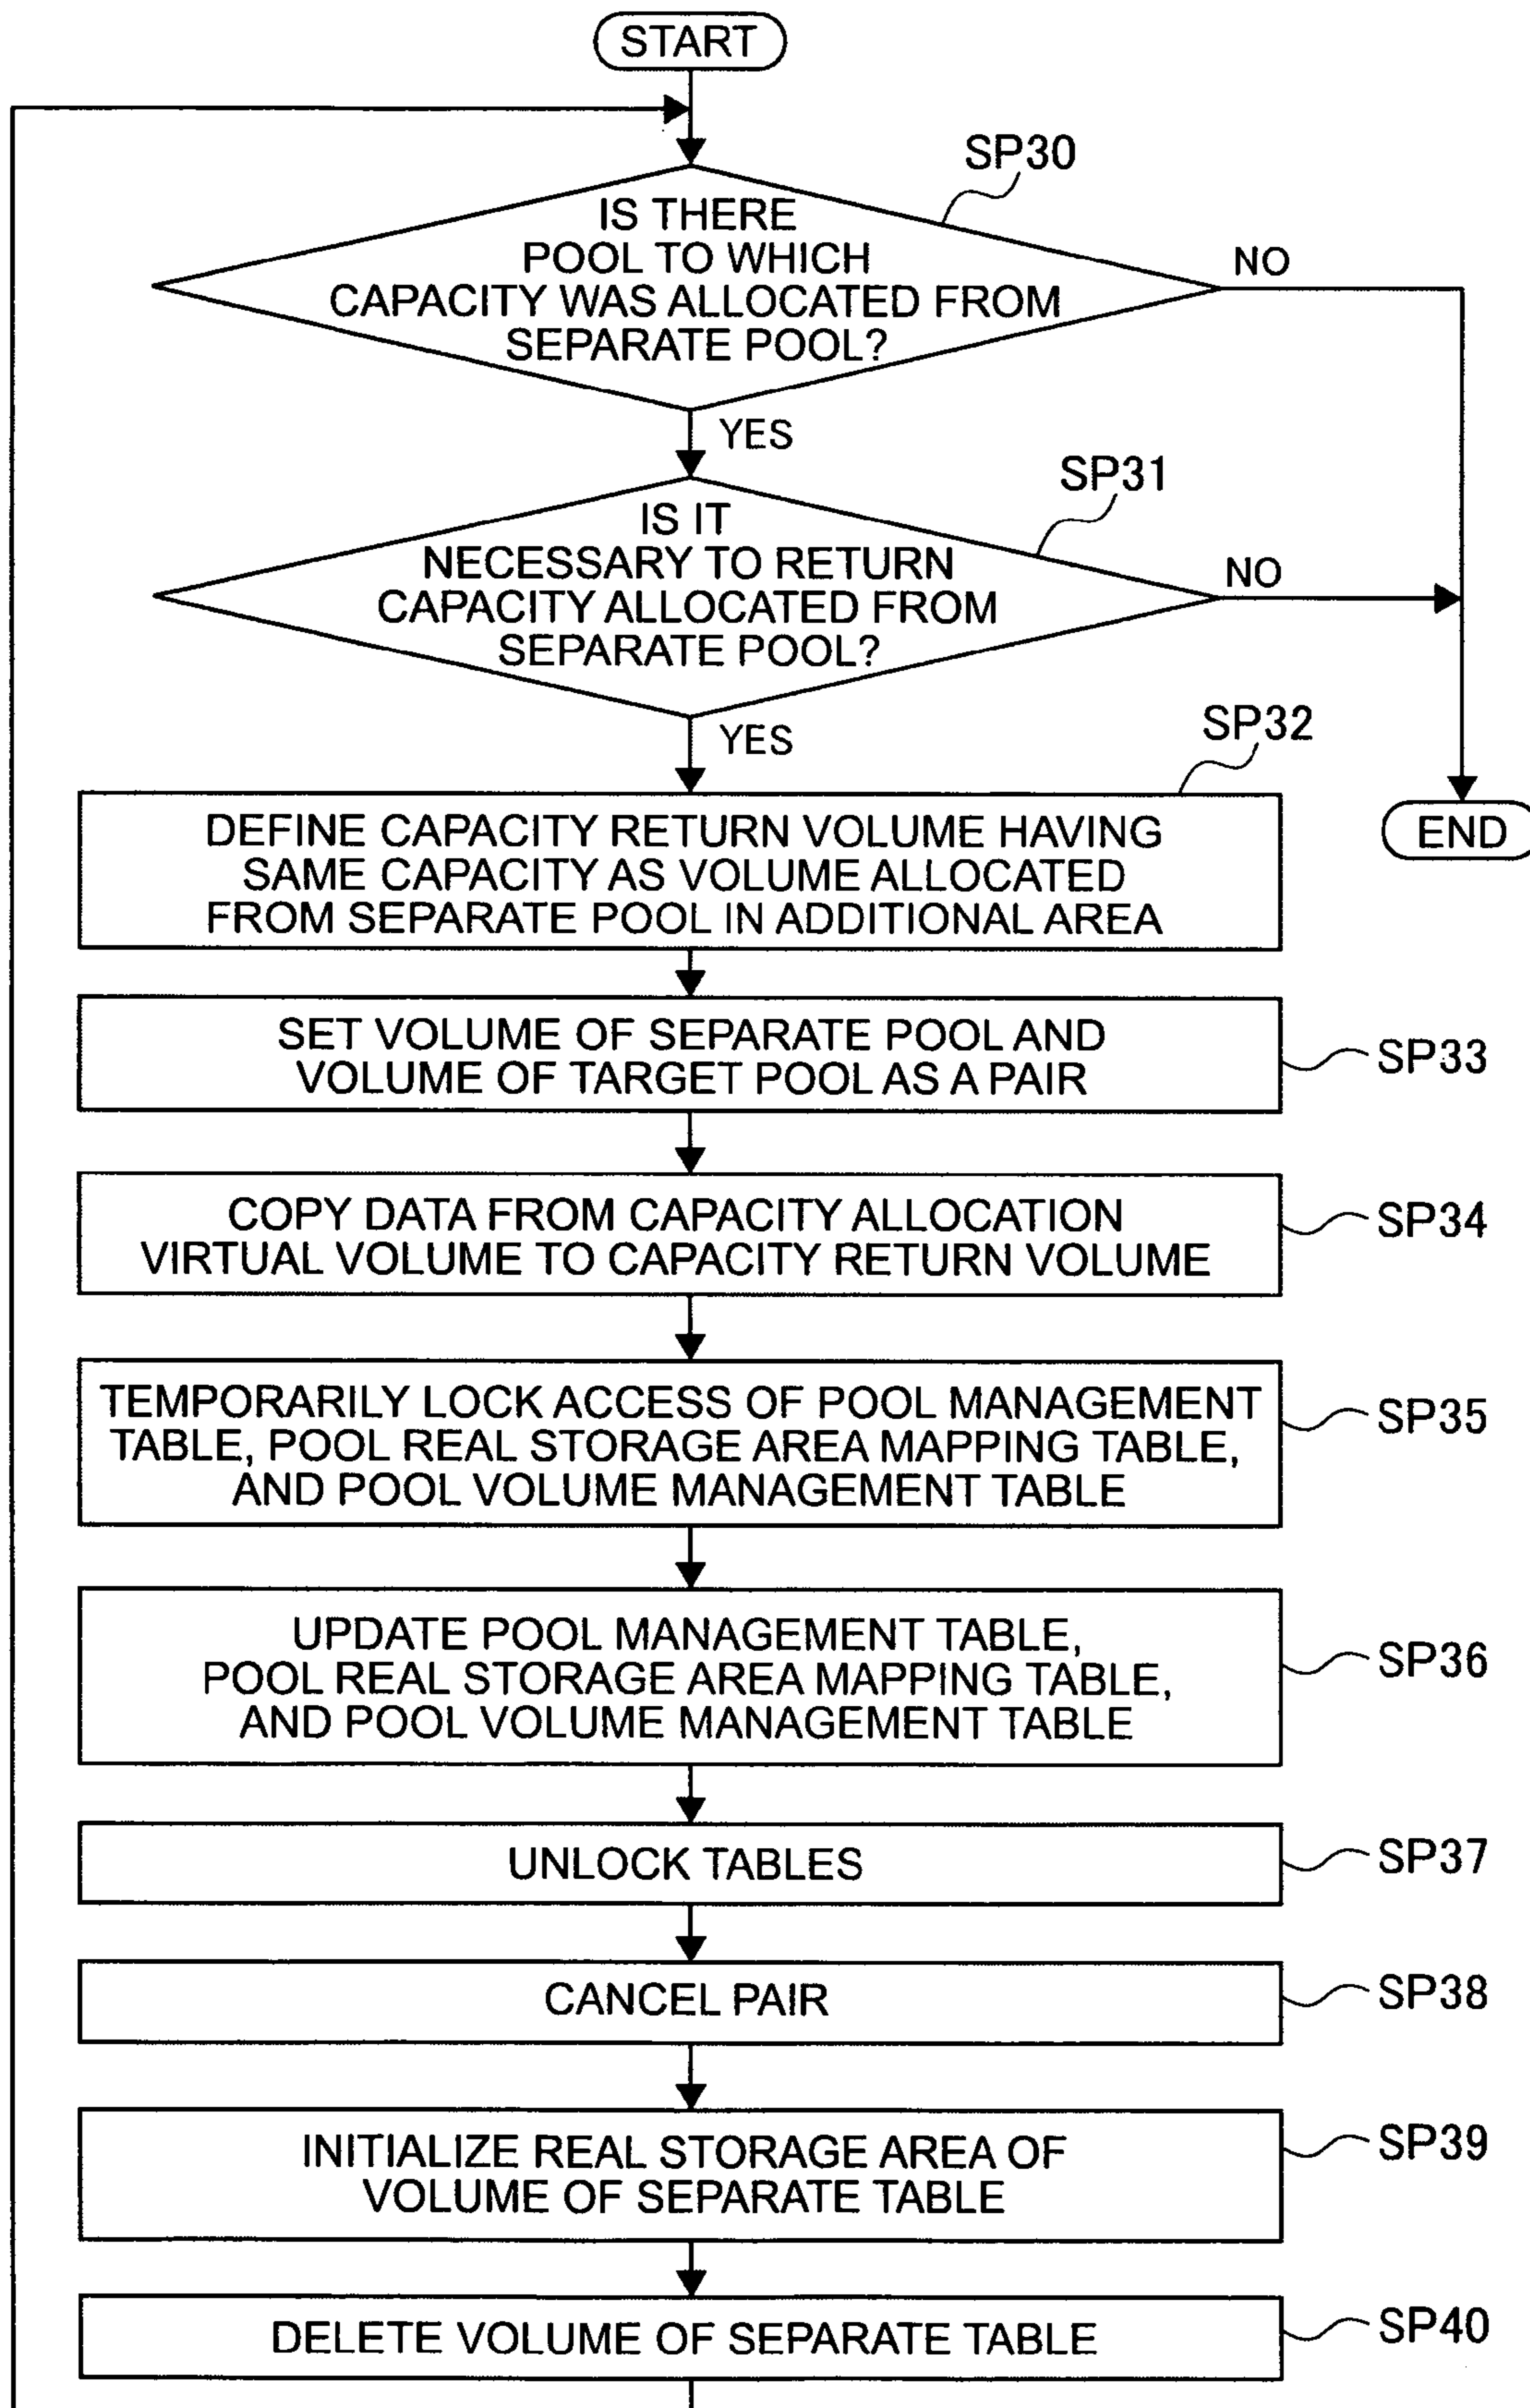 START
SP30
IS THERE
POOL TO WHICH
CAPACITY WAS ALLOCATED FROM
SEPARATE POOL?
NO
YES
SP31
IS IT
NECESSARY TO RETURN
CAPACITY ALLOCATED FROM
SEPARATE POOL?
NO
YES
SP32
DEFINE CAPACITY RETURN VOLUME HAVING
SAME CAPACITY AS VOLUME ALLOCATED
FROM SEPARATE POOL IN ADDITIONAL AREA
END
SET VOLUME OF SEPARATE POOL AND
VOLUME OF TARGET POOL AS A PAIR
SP33
COPY DATA FROM CAPACITY ALLOCATION
VIRTUAL VOLUME TO CAPACITY RETURN VOLUME
SP34
TEMPORARILY LOCK ACCESS OF POOL MANAGEMENT
TABLE, POOL REAL STORAGE AREA MAPPING TABLE,
AND POOL VOLUME MANAGEMENT TABLE
SP35
UPDATE POOL MANAGEMENT TABLE,
POOL REAL STORAGE AREA MAPPING TABLE,
AND POOL VOLUME MANAGEMENT TABLE
SP36
UNLOCK TABLES
SP37
CANCEL PAIR
SP38
INITIALIZE REAL STORAGE AREA OF
VOLUME OF SEPARATE TABLE
SP39
DELETE VOLUME OF SEPARATE TABLE
SP40